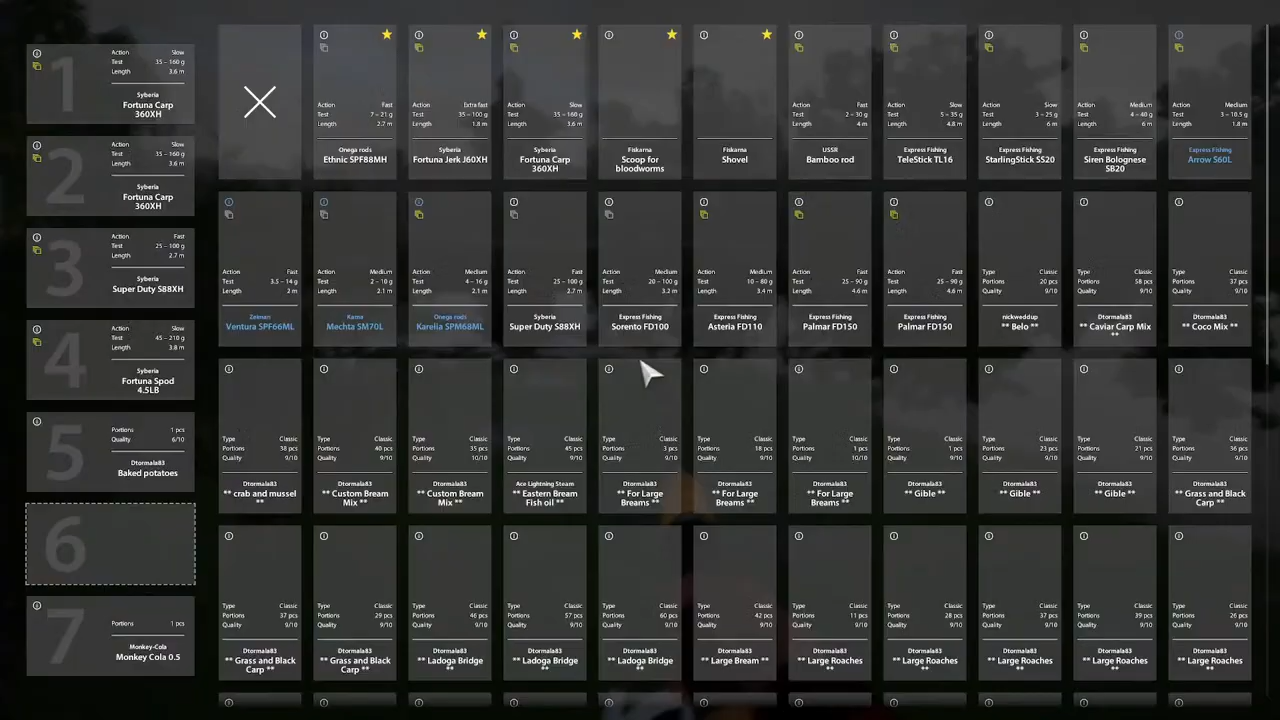 1
Action Slow
Test 35 – 160 g
Length 3.6 m
Syberia
Fortuna Carp
360XH
2
Action Slow
Test 35 – 160 g
Length 3.6 m
Syberia
Fortuna Carp
360XH
3
Action Fast
Test 25 – 100 g
Length 2.7 m
Syberia
Super Duty S88XH
4
Action Slow
Test 45 – 210 g
Length 3.8 m
Syberia
Fortuna Spod
4.5LB
5
Portions 1 pcs
Quality 6/10
Dtormala83
Baked potatoes
6
7
Portions 1 pcs
Monkey-Cola
Monkey Cola 0.5
Action Fast
Test 7 – 21 g
Length 2.7 m
Onega rods
Ethnic SPF88MH
Action Extra fast
Test 35 – 100 g
Length 1.8 m
Syberia
Fortuna Jerk J60XH
Action Slow
Test 35 – 160 g
Length 3.6 m
Syberia
Fortuna Carp
360XH
Fiskarna
Scoop for
bloodworms
Fiskarna
Shovel
Action Fast
Test 2 – 30 g
Length 4 m
USSR
Bamboo rod
Action Fast
Test 5 – 35 g
Length 4.8 m
Express Fishing
TeleStick TL16
Action Slow
Test 3 – 25 g
Length 6 m
Express Fishing
StarlingStick SS20
Action Medium
Test 4 – 40 g
Length 6 m
Express Fishing
Siren Bolognese
SB20
Action Medium
Test 3 – 10.5 g
Length 1.8 m
Express Fishing
Arrow S60L
Action Fast
Test 3.5 – 14 g
Length 2 m
Zeiman
Ventura SPF66ML
Action Medium
Test 2 – 10 g
Length 2.1 m
Kama
Mechta SM70L
Action Medium
Test 4 – 16 g
Length 2.1 m
Onega rods
Karelia SPM68ML
Action Fast
Test 25 – 100 g
Length 2.7 m
Syberia
Super Duty S88XH
Action Medium
Test 20 – 100 g
Length 3.2 m
Express Fishing
Sorento FD100
Action Medium
Test 10 – 80 g
Length 3.4 m
Express Fishing
Asteria FD110
Action Fast
Test 25 – 90 g
Length 4.6 m
Express Fishing
Palmar FD150
Action Fast
Test 25 – 90 g
Length 4.6 m
Express Fishing
Palmar FD150
Type Classic
Portions 20 pcs
Quality 9/10
nickweddup
** Belo **
Type Classic
Portions 58 pcs
Quality 9/10
Dtormala83
** Caviar Carp Mix
**
Type Classic
Portions 37 pcs
Quality 9/10
Dtormala83
** Coco Mix **
Type Classic
Portions 38 pcs
Quality 9/10
Dtormala83
** crab and mussel
**
Type Classic
Portions 40 pcs
Quality 9/10
Dtormala83
** Custom Bream
Mix **
Type Classic
Portions 35 pcs
Quality 10/10
Dtormala83
** Custom Bream
Mix **
Type Classic
Portions 45 pcs
Quality 9/10
Ace Lightning Steam
** Eastern Bream
Fish oil **
Type Classic
Portions 3 pcs
Quality 10/10
Dtormala83
** For Large
Breams **
Type Classic
Portions 18 pcs
Quality 9/10
Dtormala83
** For Large
Breams **
Type Classic
Portions 1 pcs
Quality 10/10
Dtormala83
** For Large
Breams **
Type Classic
Portions 1 pcs
Quality 9/10
Dtormala83
** Gible **
Type Classic
Portions 23 pcs
Quality 9/10
Dtormala83
** Gible **
Type Classic
Portions 21 pcs
Quality 9/10
Dtormala83
** Gible **
Type Classic
Portions 36 pcs
Quality 9/10
Dtormala83
** Grass and Black
Carp **
Type Classic
Portions 37 pcs
Quality 9/10
Dtormala83
** Grass and Black
Carp **
Type Classic
Portions 29 pcs
Quality 9/10
Dtormala83
** Grass and Black
Carp **
Type Classic
Portions 46 pcs
Quality 9/10
Dtormala83
** Ladoga Bridge
**
Type Classic
Portions 57 pcs
Quality 9/10
Dtormala83
** Ladoga Bridge
**
Type Classic
Portions 60 pcs
Quality 9/10
Dtormala83
** Ladoga Bridge
**
Type Classic
Portions 42 pcs
Quality 9/10
Dtormala83
** Large Bream **
Type Classic
Portions 11 pcs
Quality 9/10
Dtormala83
** Large Roaches
**
Type Classic
Portions 28 pcs
Quality 9/10
Dtormala83
** Large Roaches
**
Type Classic
Portions 37 pcs
Quality 9/10
Dtormala83
** Large Roaches
**
Type Classic
Portions 39 pcs
Quality 9/10
Dtormala83
** Large Roaches
**
Type Classic
Portions 26 pcs
Quality 9/10
Dtormala83
** Large Roaches
**